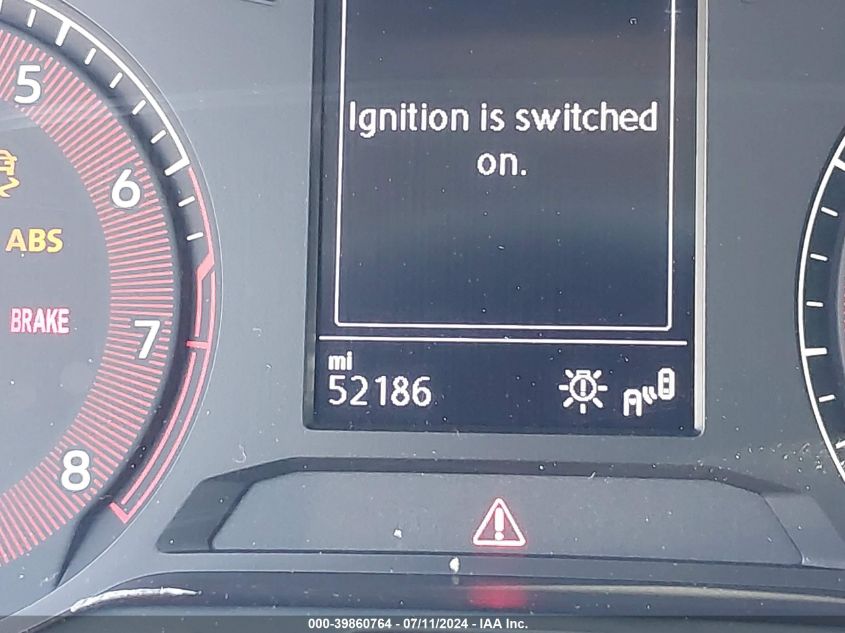 5
6
7
8
ABS
BRAKE
Ignition is switched
on.
mi
52186
000-39860764 - 07/11/2024 - IAA Inc.